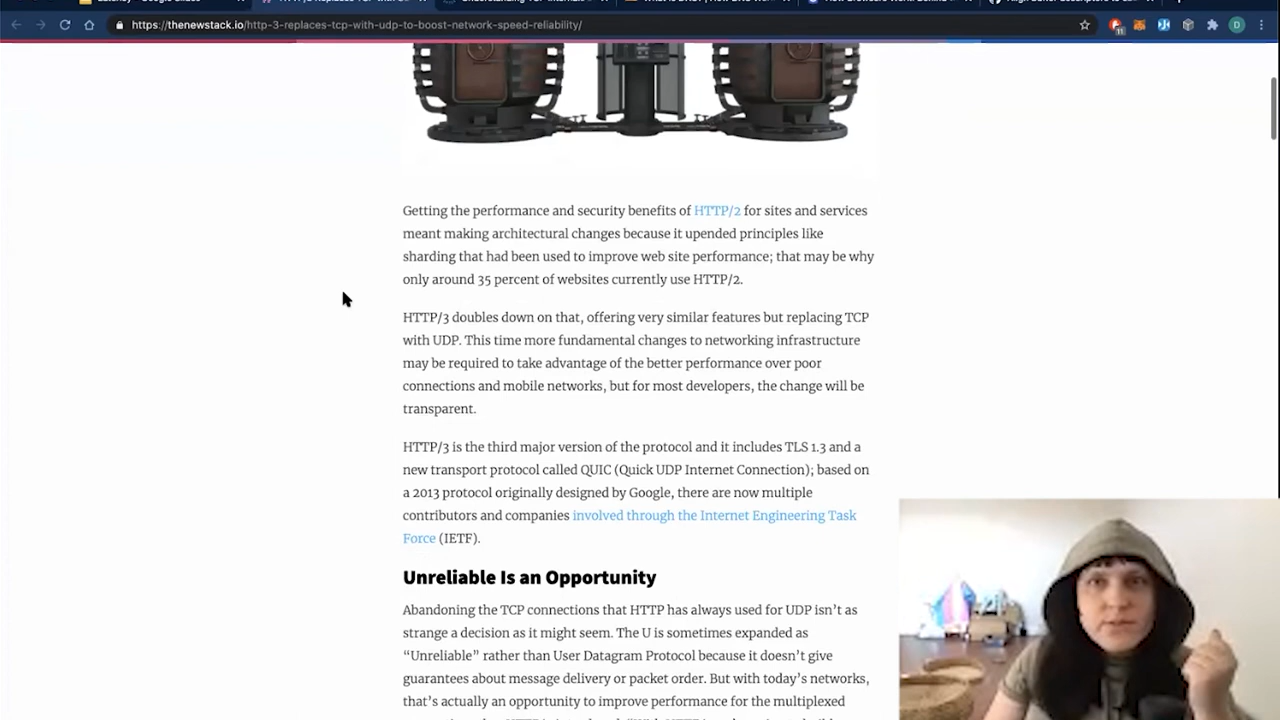 https://thenewstack.io/http-3-replaces-tcp-with-udp-to-boost-network-speed-reliability/
11
D
Getting the performance and security benefits of HTTP/2 for sites and services
meant making architectural changes because it upended principles like
sharding that had been used to improve web site performance; that may be why
only around 35 percent of websites currently use HTTP/2.
HTTP/3 doubles down on that, offering very similar features but replacing TCP
with UDP. This time more fundamental changes to networking infrastructure
may be required to take advantage of the better performance over poor
connections and mobile networks, but for most developers, the change will be
transparent.
HTTP/3 is the third major version of the protocol and it includes TLS 1.3 and a
new transport protocol called QUIC (Quick UDP Internet Connection); based on
a 2013 protocol originally designed by Google, there are now multiple
contributors and companies involved through the Internet Engineering Task
Force (IETF).
Unreliable Is an Opportunity
Abandoning the TCP connections that HTTP has always used for UDP isn't as
strange a decision as it might seem. The U is sometimes expanded as
“Unreliable” rather than User Datagram Protocol because it doesn't give
guarantees about message delivery or packet order. But with today's networks,
that's actually an opportunity to improve performance for the multiplexed